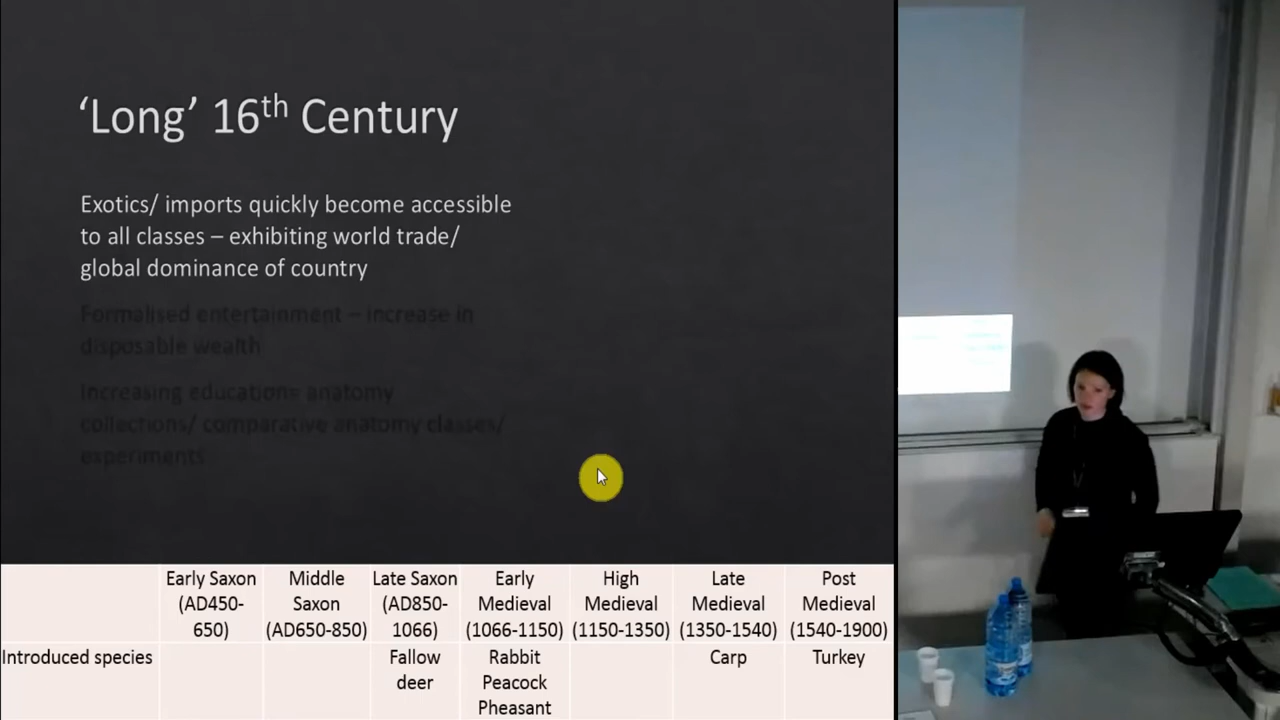 ‘Long’ 16th Century
Exotics/ imports quickly become accessible
to all classes – exhibiting world trade/
global dominance of country
Formalised entertainment – increase in
disposable wealth
Increasing education= anatomy
collections/ comparative anatomy classes/
experiments
Early Saxon Middle Late Saxon Early High Late Post
(AD450- Saxon (AD850- Medieval Medieval Medieval Medieval
650) (AD650-850) 1066) (1066-1150) (1150-1350) (1350-1540) (1540-1900)
Introduced species Fallow Rabbit Carp Turkey
deer Peacock
Pheasant